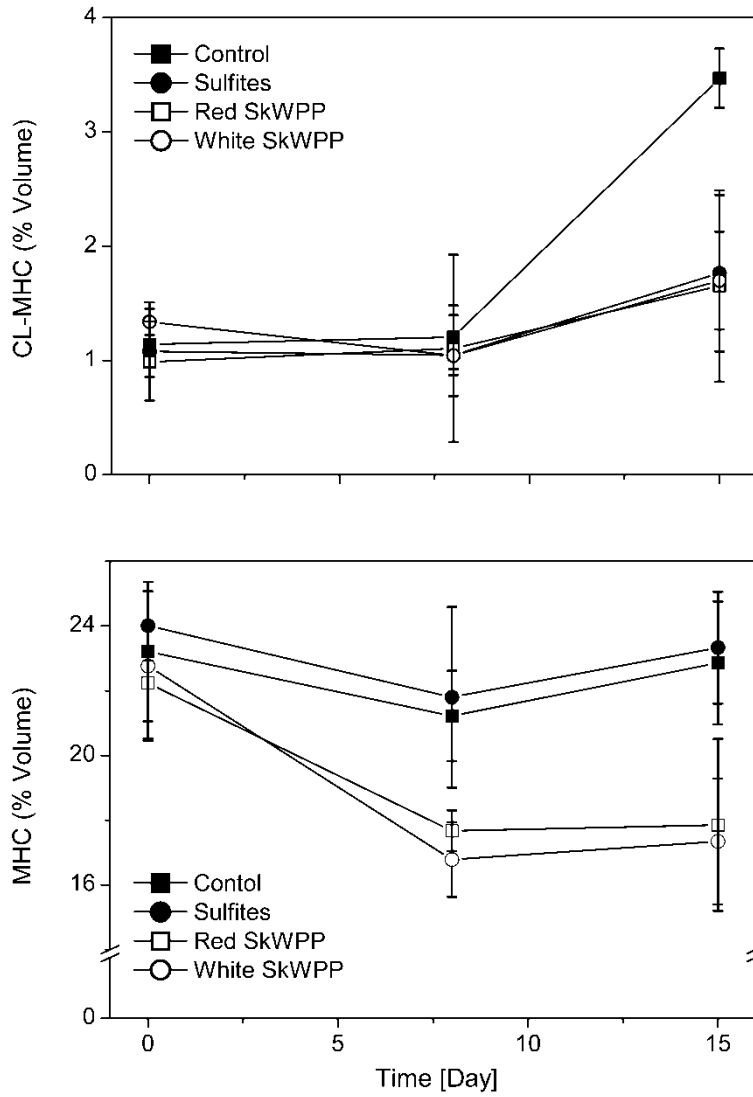 4
3
2
1
0
CL-MHC (% Volume)
Control
Sulfites
Red SkWPP
White SkWPP
24
20
16
0
MHC (% Volume)
Contol
Sulfites
Red SkWPP
White SkWPP
0 5 10 15
Time [Day]